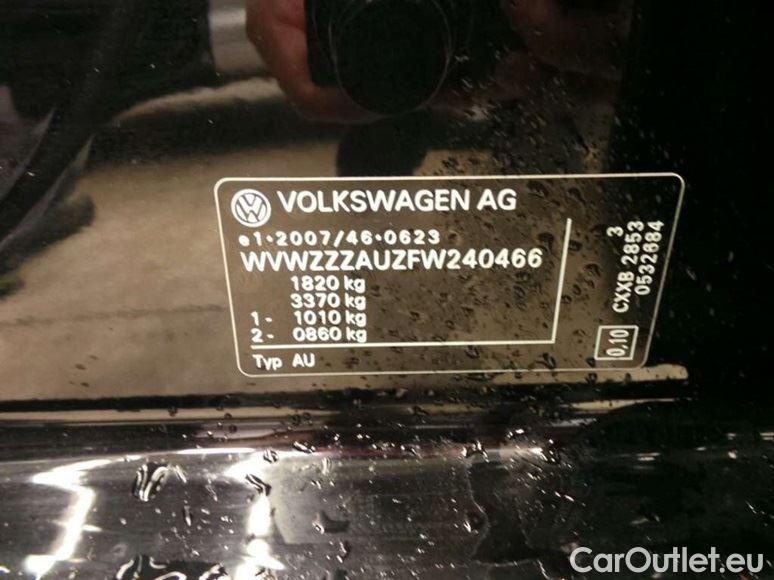 VOLKSWAGEN AG
e1*2007/46*0623
WVWZZZAUZFW240466
1820 kg
3370 kg
1- 1010 kg
2- 0860 kg
Typ AU
3
CXXB 2853
0532684
0,10
CarOutlet.eu